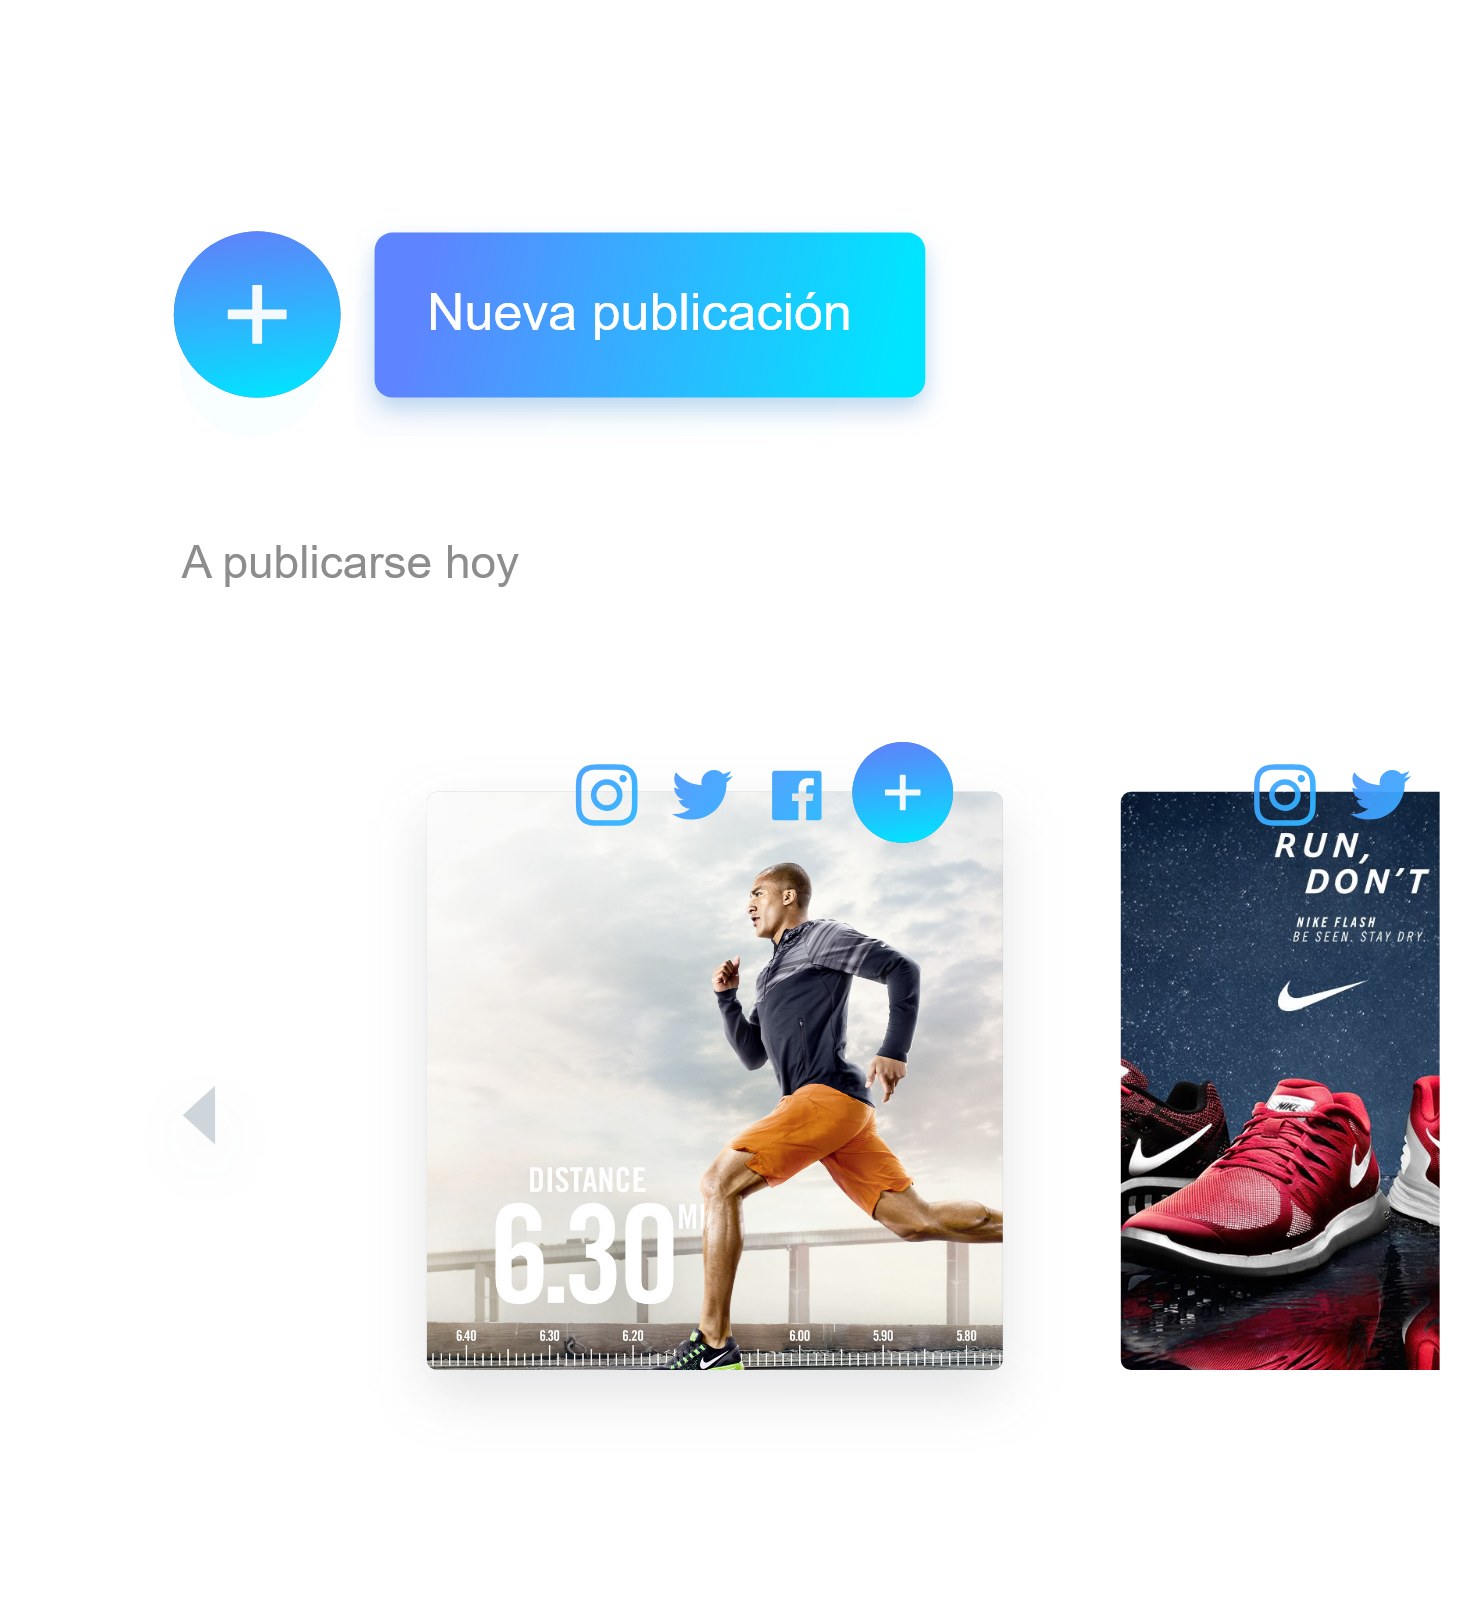 Nueva publicación
A publicarse hoy
RUN,
DON'T
NIKE FLASH
BE SEEN. STAY DRY.
NIKE
DISTANCE
6.30
6.40 6.30 6.20 6.00 5.90 5.80